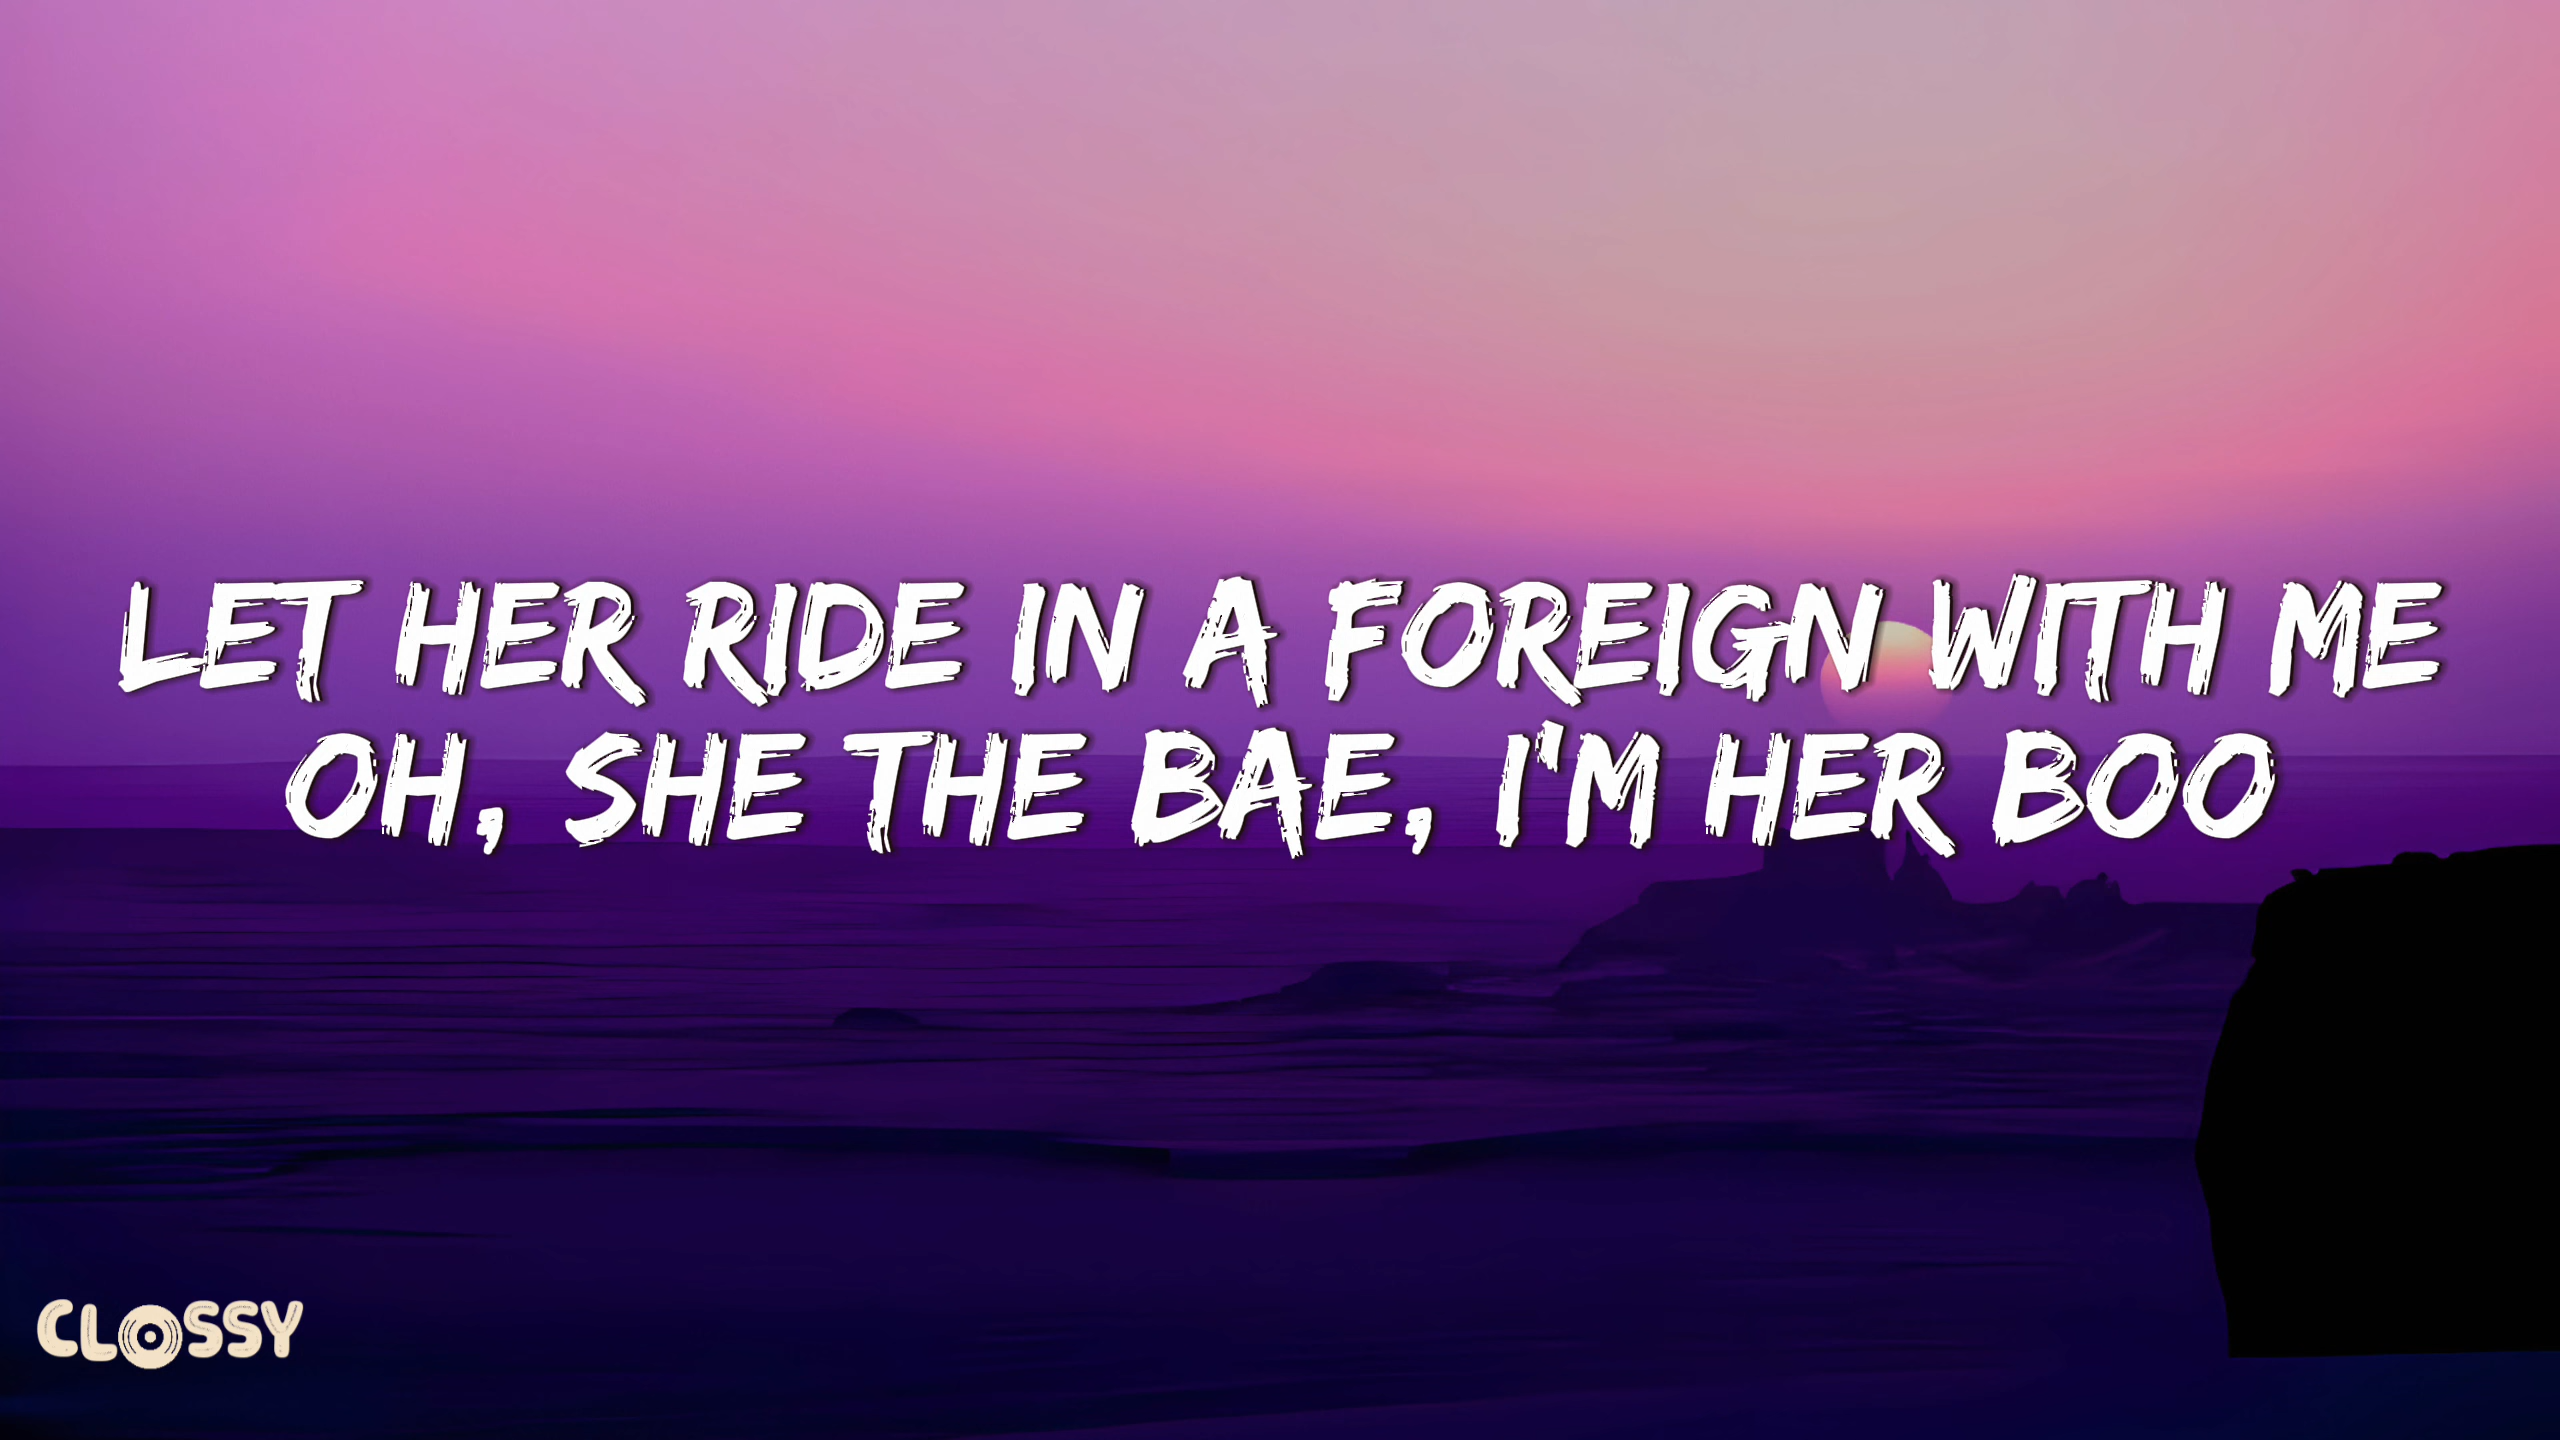 LET HER RIDE IN A FOREIGN WITH ME
OH, SHE THE BAE, I'M HER BOO
CLOSSY